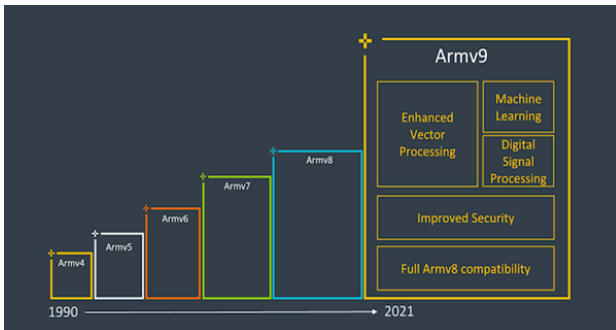 Armv4
Armv5
Armv6
Armv7
Armv8
Armv9
Enhanced
Vector
Processing
Machine
Learning
Digital
Signal
Processing
Improved Security
Full Armv8 compatibility
1990
2021